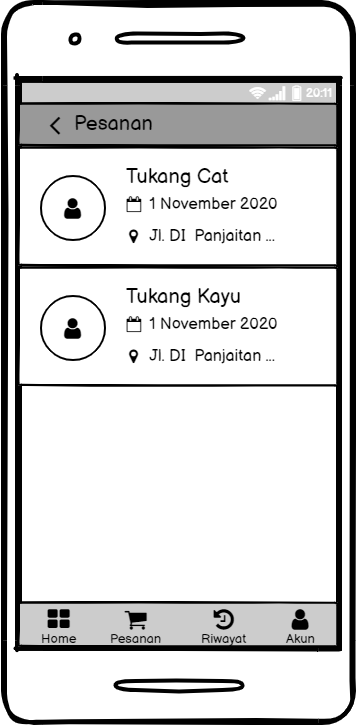 20:11
Pesanan
Tukang Cat
1 November 2020
Jl. DI Panjaitan ...
Tukang Kayu
1 November 2020
Jl. DI Panjaitan ...
Home Pesanan Riwayat Akun